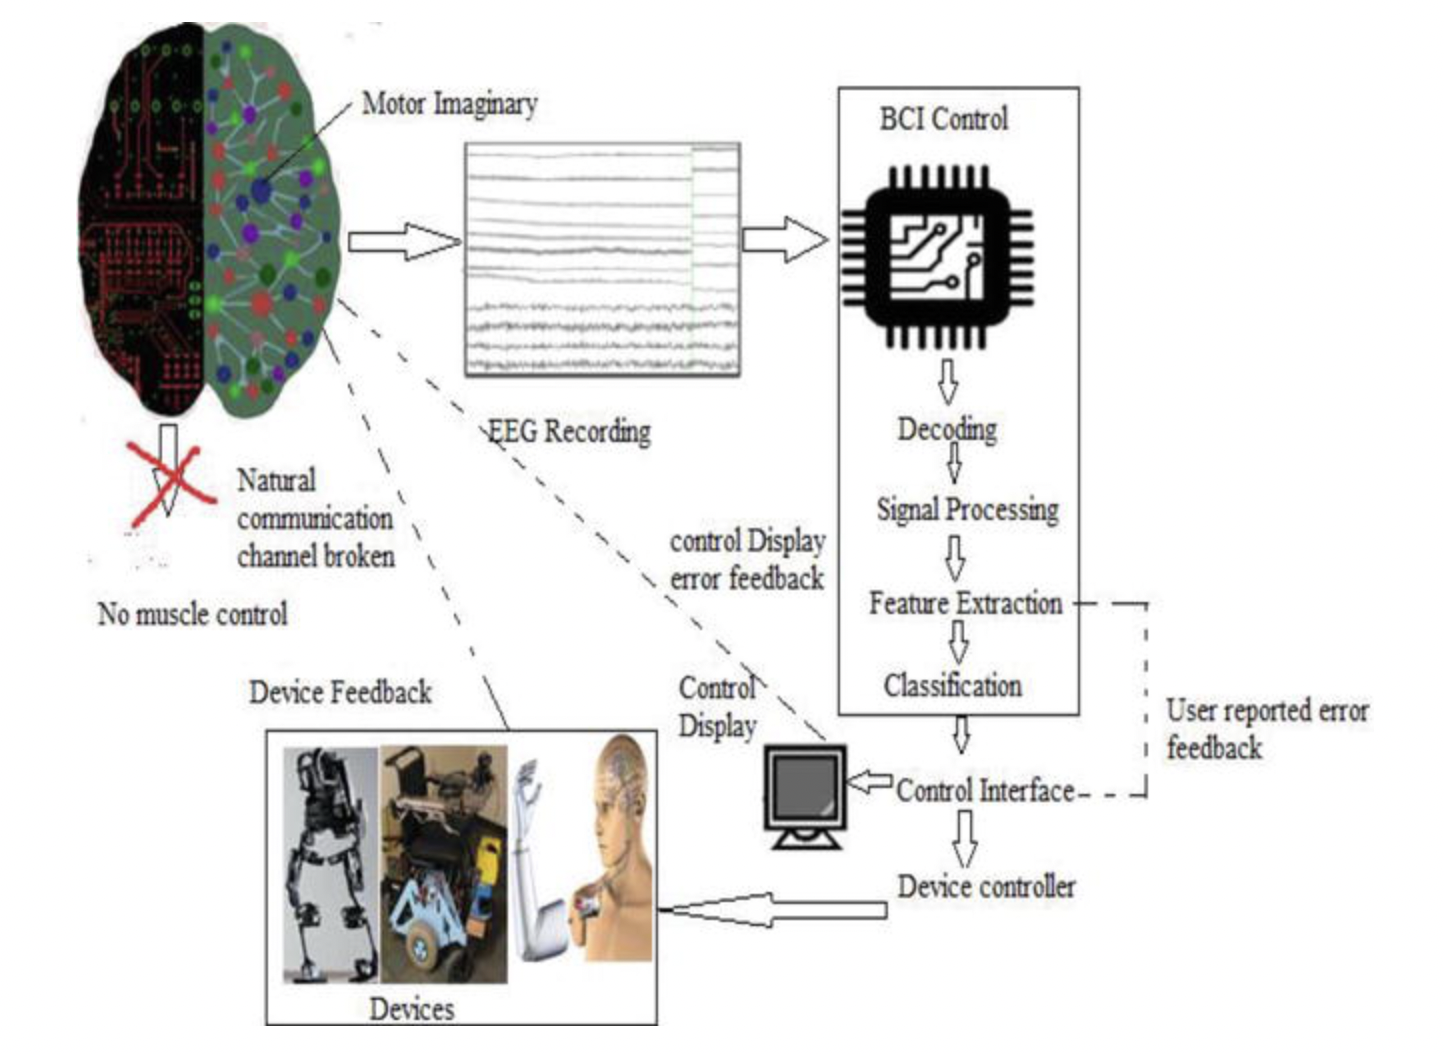 Motor Imaginary
BCI Control
EEG Recording
Decoding
Natural
communication
channel broken
Signal Processing
control Display
error feedback
No muscle control
Feature Extraction
Device Feedback
Control
Display
Classification
User reported error
feedback
Control Interface
Device controller
Devices